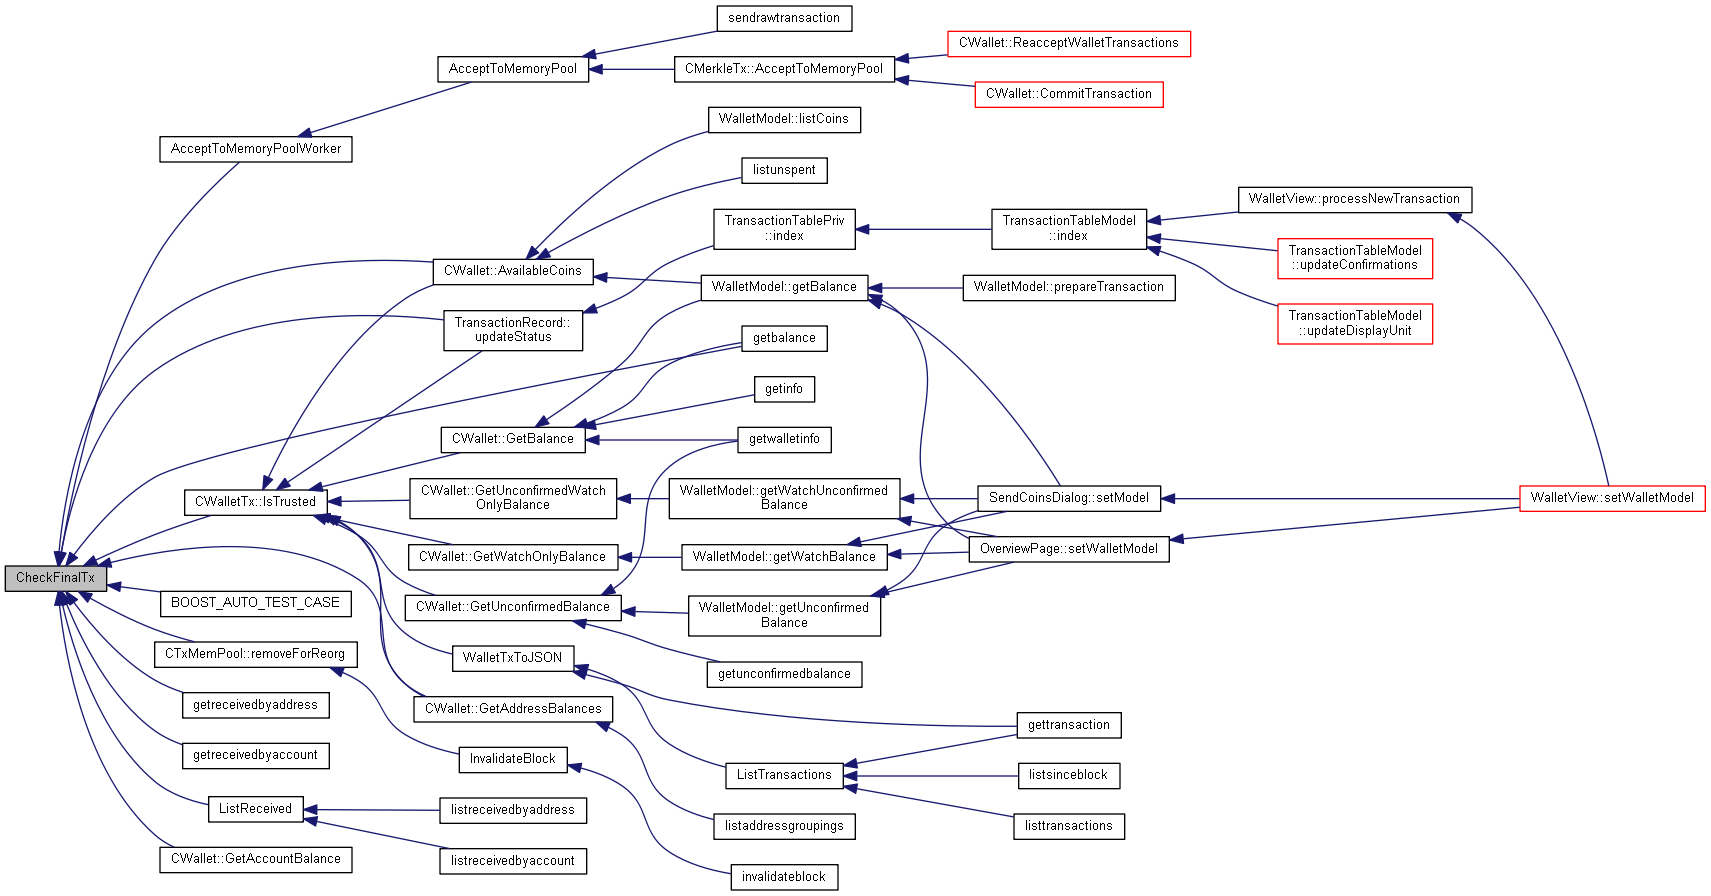 sendrawtransaction
CWallet::ReacceptWalletTransactions
AcceptToMemoryPool
CMerkleTx::AcceptToMemoryPool
CWallet::CommitTransaction
WalletModel::listCoins
AcceptToMemoryPoolWorker
listunspent
WalletView::processNewTransaction
TransactionTablePriv
::index
TransactionTableModel
::index
TransactionTableModel
::updateConfirmations
CWallet::AvailableCoins
WalletModel::getBalance
WalletModel::prepareTransaction
TransactionTableModel
::updateDisplayUnit
TransactionRecord::
updateStatus
getbalance
getinfo
CWallet::GetBalance
getwalletinfo
CWalletTx::IsTrusted
CWallet::GetUnconfirmedWatch
OnlyBalance
WalletModel::getWatchUnconfirmed
Balance
SendCoinsDialog::setModel
WalletView::setWalletModel
CWallet::GetWatchOnlyBalance
WalletModel::getWatchBalance
OverviewPage::setWalletModel
CheckFinalTx
BOOST_AUTO_TEST_CASE
CWallet::GetUnconfirmedBalance
WalletModel::getUnconfirmed
Balance
CTxMemPool::removeForReorg
WalletTxToJSON
getunconfirmedbalance
getreceivedbyaddress
CWallet::GetAddressBalances
gettransaction
getreceivedbyaccount
InvalidateBlock
ListTransactions
listsinceblock
ListReceived
listreceivedbyaddress
listaddressgroupings
listtransactions
CWallet::GetAccountBalance
listreceivedbyaccount
invalidateblock